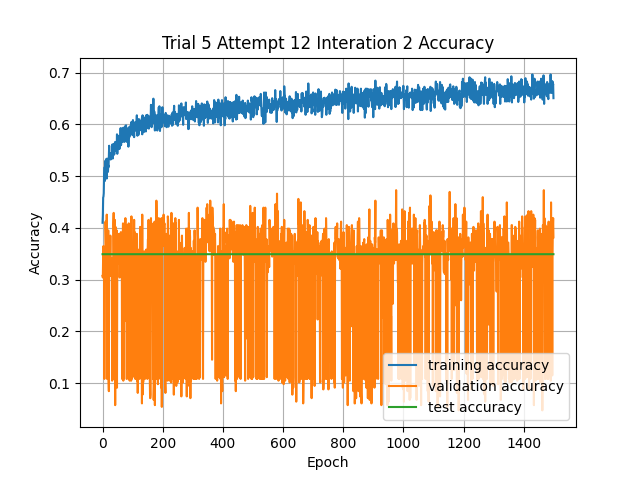 Trial 5 Attempt 12 Interation 2 Accuracy
0.7
0.6
0.5
0.4
0.3
0.2
0.1
Accuracy
training accuracy
validation accuracy
test accuracy
0 200 400 600 800 1000 1200 1400
Epoch